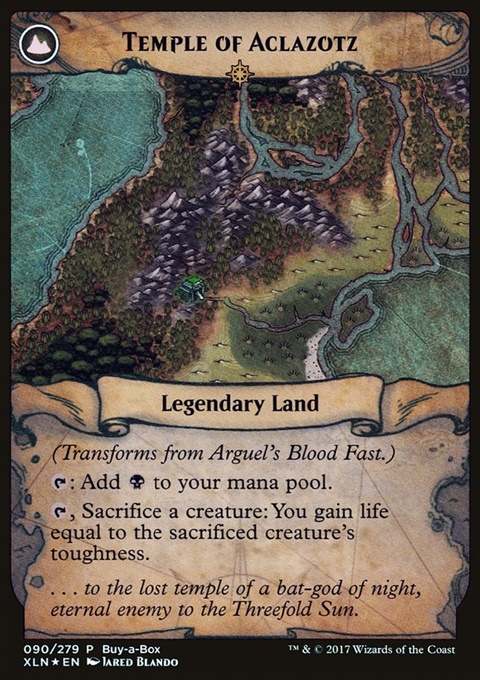 Temple of Aclazotz
Legendary Land
(Transforms from Arguel's Blood Fast.)
: Add to your mana pool.
, Sacrifice a creature: You gain life
equal to the sacrificed creature's
toughness.
. . . to the lost temple of a bat-god of night,
eternal enemy to the Threefold Sun.
090/279 P Buy-a-Box
XLN★EN Jared Blando
™ & © 2017 Wizards of the Coast